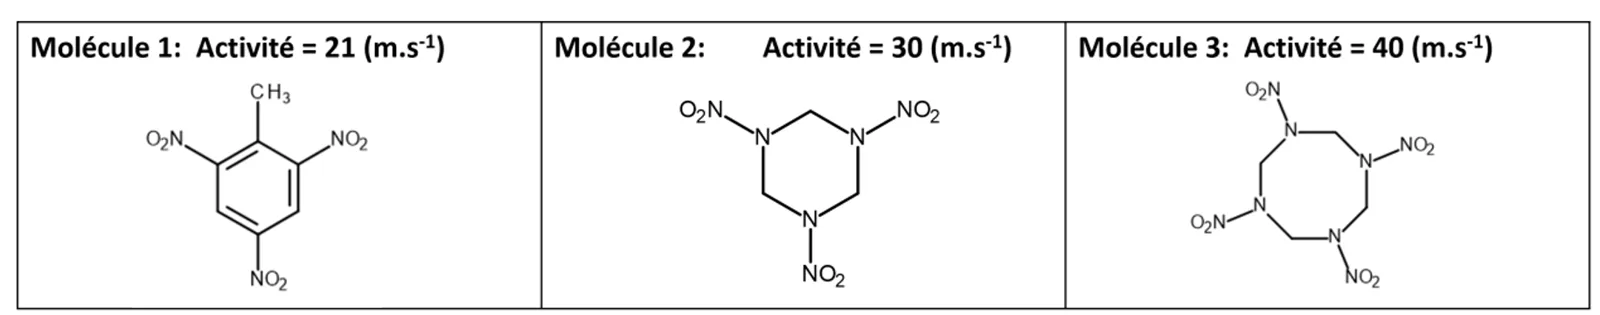 Molécule 1: Activité = 21 (m.s⁻¹)
CH₃
O₂N
NO₂
NO₂
Molécule 2: Activité = 30 (m.s⁻¹)
O₂N
NO₂
N
N
N
NO₂
Molécule 3: Activité = 40 (m.s⁻¹)
O₂N
N
NO₂
N
N
O₂N
N
NO₂